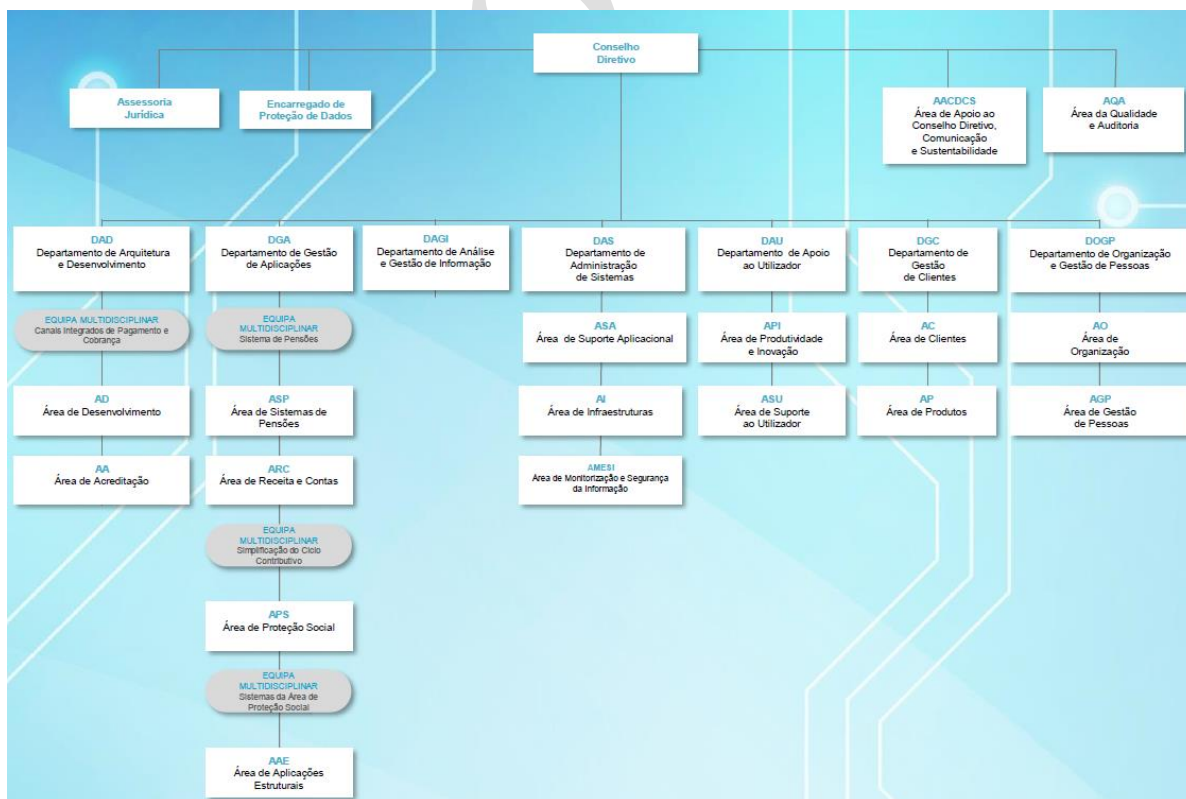 Conselho
Diretivo
Assessoria
Jurídica
Encarregado de
Proteção de Dados
AACDCS
Área de Apoio ao
Conselho Diretivo,
Comunicação
e Sustentabilidade
AQA
Área da Qualidade
e Auditoria
DAD
Departamento de Arquitetura
e Desenvolvimento
DGA
Departamento de Gestão
de Aplicações
DAGI
Departamento de Análise
e Gestão de Informação
DAS
Departamento de
Administração
de Sistemas
DAU
Departamento de Apoio
ao Utilizador
DGC
Departamento de
Gestão
de Clientes
DOGP
Departamento de Organização
e Gestão de Pessoas
EQUIPA MULTIDISCIPLINAR
Canais Integrados de Pagamento e
Cobrança
EQUIPA
MULTIDISCIPLINAR
Sistema de Pensões
ASA
Área de Suporte Aplicacional
API
Área de Produtividade
e Inovação
AC
Área de Clientes
AO
Área de
Organização
AD
Área de Desenvolvimento
ASP
Área de Sistemas de
Pensões
AI
Área de Infraestruturas
ASU
Área de Suporte
ao Utilizador
AP
Área de Produtos
AGP
Área de Gestão
de Pessoas
AA
Área de Acreditação
ARC
Área de Receita e Contas
AMESI
Área de Monitorização e Segurança
da Informação
EQUIPA
MULTIDISCIPLINAR
Simplificação do Ciclo
Contributivo
APS
Área de Proteção Social
EQUIPA
MULTIDISCIPLINAR
Sistemas da Área de
Proteção Social
AAE
Área de Aplicações
Estruturais